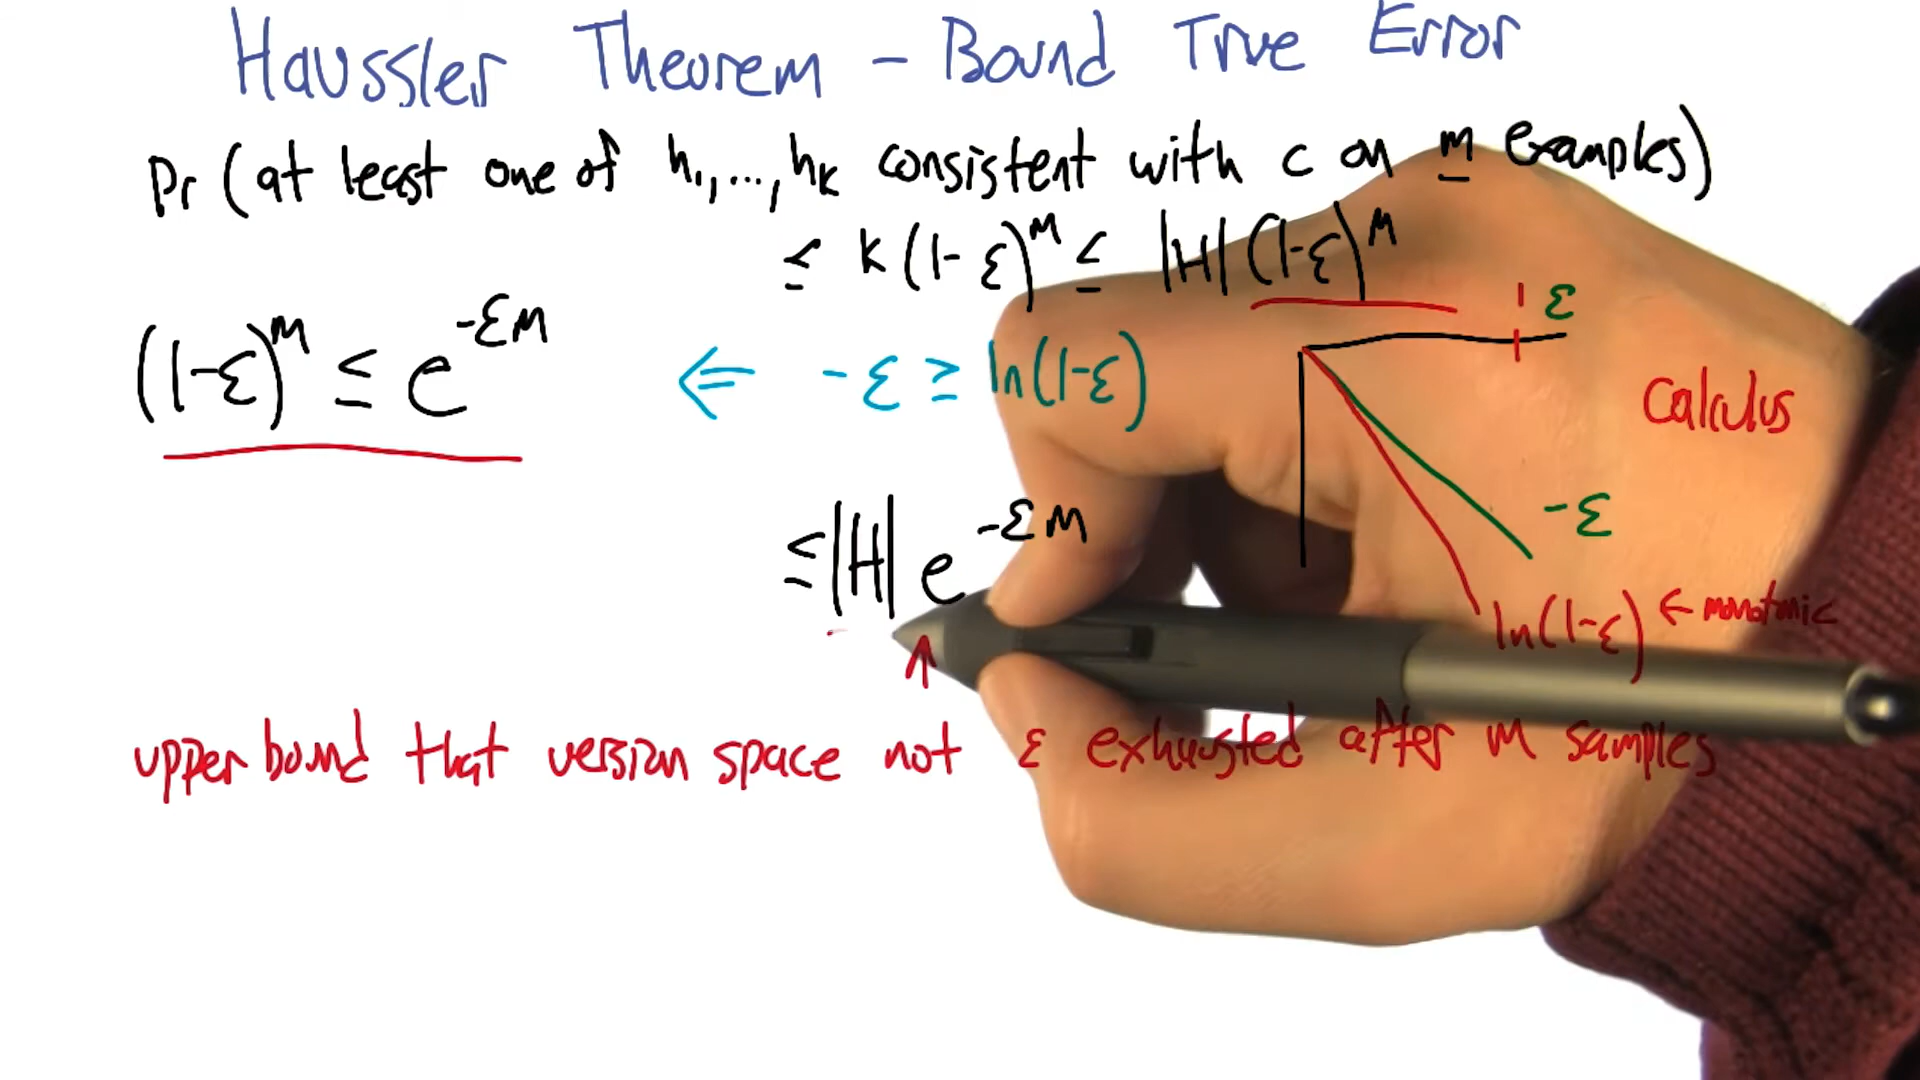 Haussler Theorem - Bound True Error
Pr (at least one of h₁,...,hₖ consistent with c on m examples)
≤ k(1-ε)^m ≤ |H|(1-ε)^m
1 ε
(1-ε)^m ≤ e^-εm ⇐ -ε ≥ ln(1-ε)
calculus
-ε
≤|H| e^-εm
ln(1-ε) ← monotonic
upper bound that version space not ε exhausted after m samples